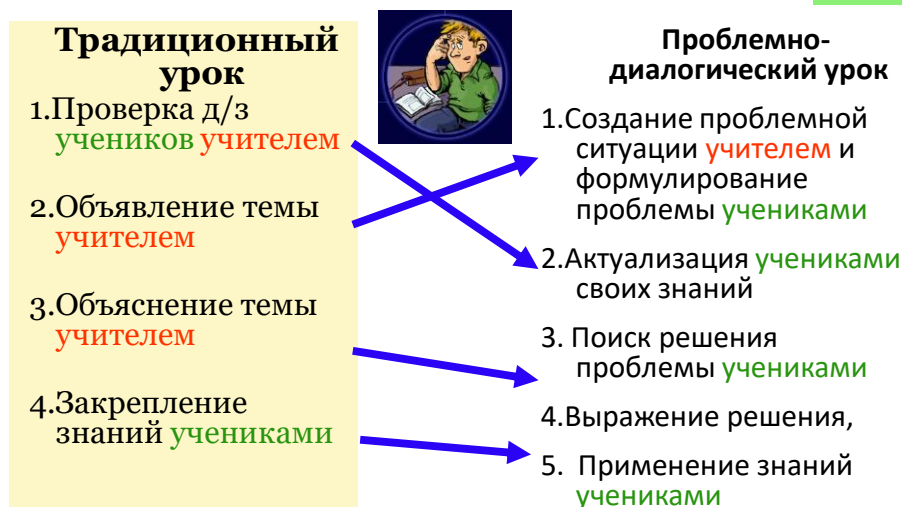 Традиционный
урок
1.Проверка д/з
учеников учителем
2.Объявление темы
учителем
3.Объяснение темы
учителем
4.Закрепление
знаний учениками
Проблемно-
диалогический урок
1.Создание проблемной
ситуации учителем и
формулирование
проблемы учениками
2.Актуализация учениками
своих знаний
3. Поиск решения
проблемы учениками
4.Выражение решения,
5. Применение знаний
учениками